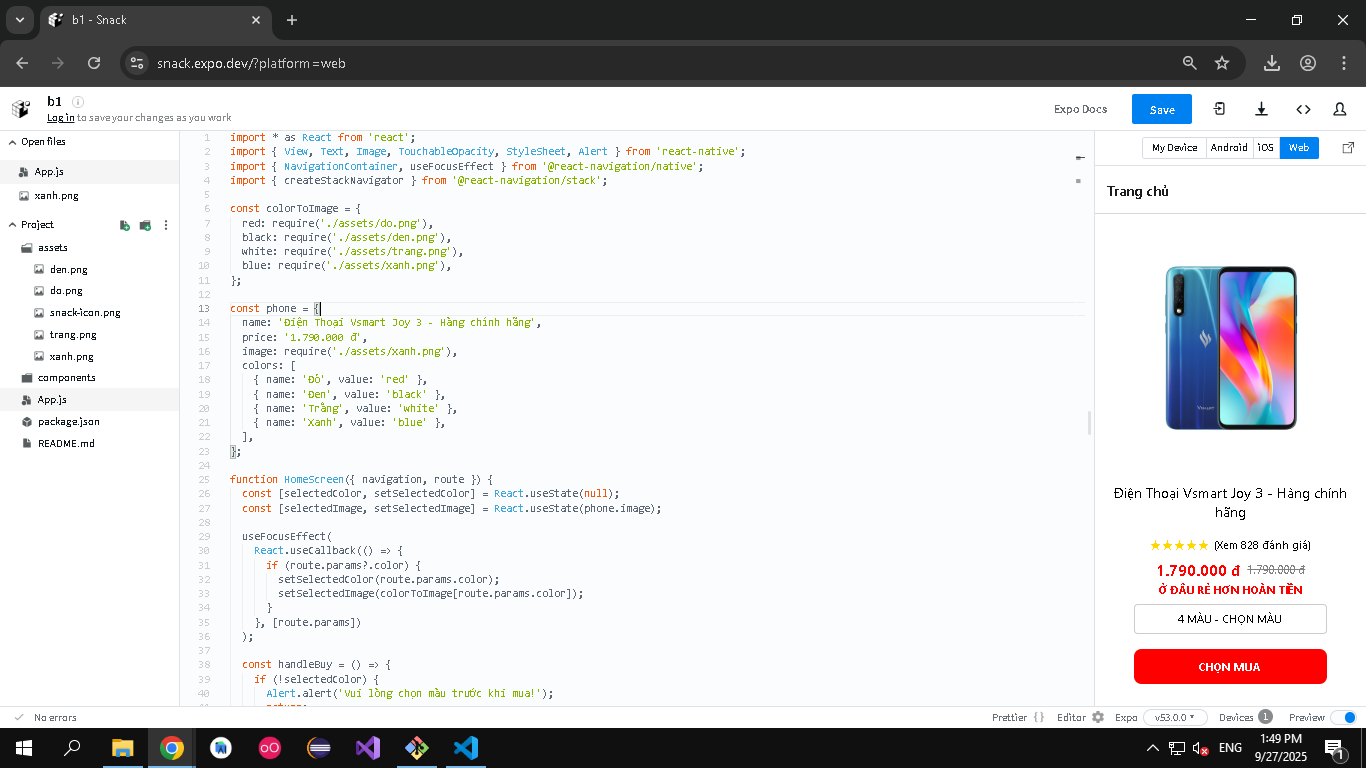 b1 - Snack
snack.expo.dev/?platform=web
b1
Log in to save your changes as you work
Expo Docs
Save
Open files
App.js
xanh.png
Project
assets
den.png
do.png
snack-icon.png
trang.png
xanh.png
components
App.js
package.json
README.md
1 import * as React from 'react';
2 import { View, Text, Image, TouchableOpacity, StyleSheet, Alert } from 'react-native';
3 import { NavigationContainer, useFocusEffect } from '@react-navigation/native';
4 import { createStackNavigator } from '@react-navigation/stack';
5
6 const colorToImage = {
7 red: require('./assets/do.png'),
8 black: require('./assets/den.png'),
9 white: require('./assets/trang.png'),
10 blue: require('./assets/xanh.png'),
11 };
12
13 const phone = {
14 name: 'Điện Thoại Vsmart Joy 3 - Hàng chính hãng',
15 price: '1.790.000 đ',
16 image: require('./assets/xanh.png'),
17 colors: [
18 { name: 'Đỏ', value: 'red' },
19 { name: 'Đen', value: 'black' },
20 { name: 'Trắng', value: 'white' },
21 { name: 'Xanh', value: 'blue' },
22 ],
23 };
24
25 function HomeScreen({ navigation, route }) {
26 const [selectedColor, setSelectedColor] = React.useState(null);
27 const [selectedImage, setSelectedImage] = React.useState(phone.image);
28
29 useFocusEffect(
30 React.useCallback(() => {
31 if (route.params?.color) {
32 setSelectedColor(route.params.color);
33 setSelectedImage(colorToImage[route.params.color]);
34 }
35 }, [route.params])
36 );
37
38 const handleBuy = () => {
39 if (!selectedColor) {
40 Alert.alert('Vui lòng chọn màu trước khi mua!');
My Device
Android
iOS
Web
Trang chủ
Vsmart
Điện Thoại Vsmart Joy 3 - Hàng chính
hãng
★★★★★ (Xem 828 đánh giá)
1.790.000 đ 1.790.000 đ
Ở ĐÂU RẺ HƠN HOÀN TIỀN
4 MÀU - CHỌN MÀU
CHỌN MUA
No errors
Prettier {}
Editor
Expo
v53.0.0
Devices 1
Preview
ENG
1:49 PM
9/27/2025
1